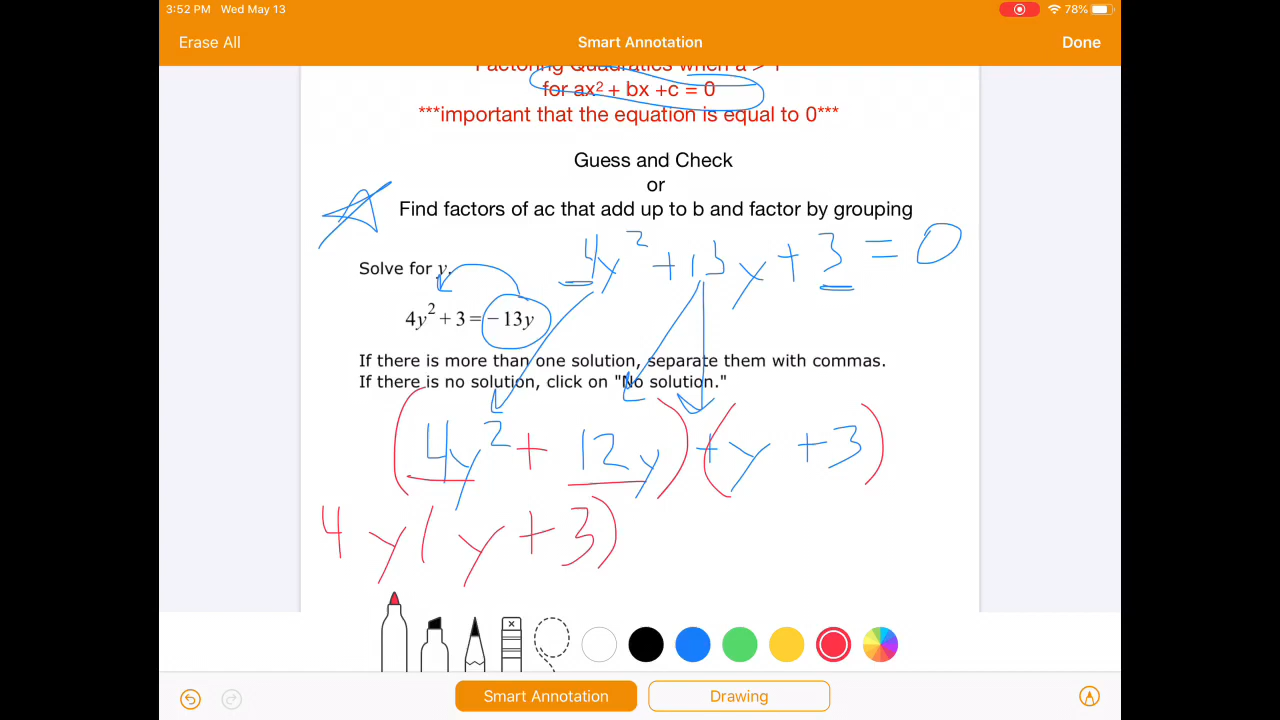 3:52 PM Wed May 13
78%
Erase All
Smart Annotation
Done
Factoring Quadratics when a > 1
for ax² + bx +c = 0
***important that the equation is equal to 0***
Guess and Check
or
Find factors of ac that add up to b and factor by grouping
4y² + 13y + 3 = 0
Solve for y.
4y² + 3 = − 13y
If there is more than one solution, separate them with commas.
If there is no solution, click on "No solution."
(4y² + 12y) + (y + 3)
4y(y + 3)
Smart Annotation
Drawing